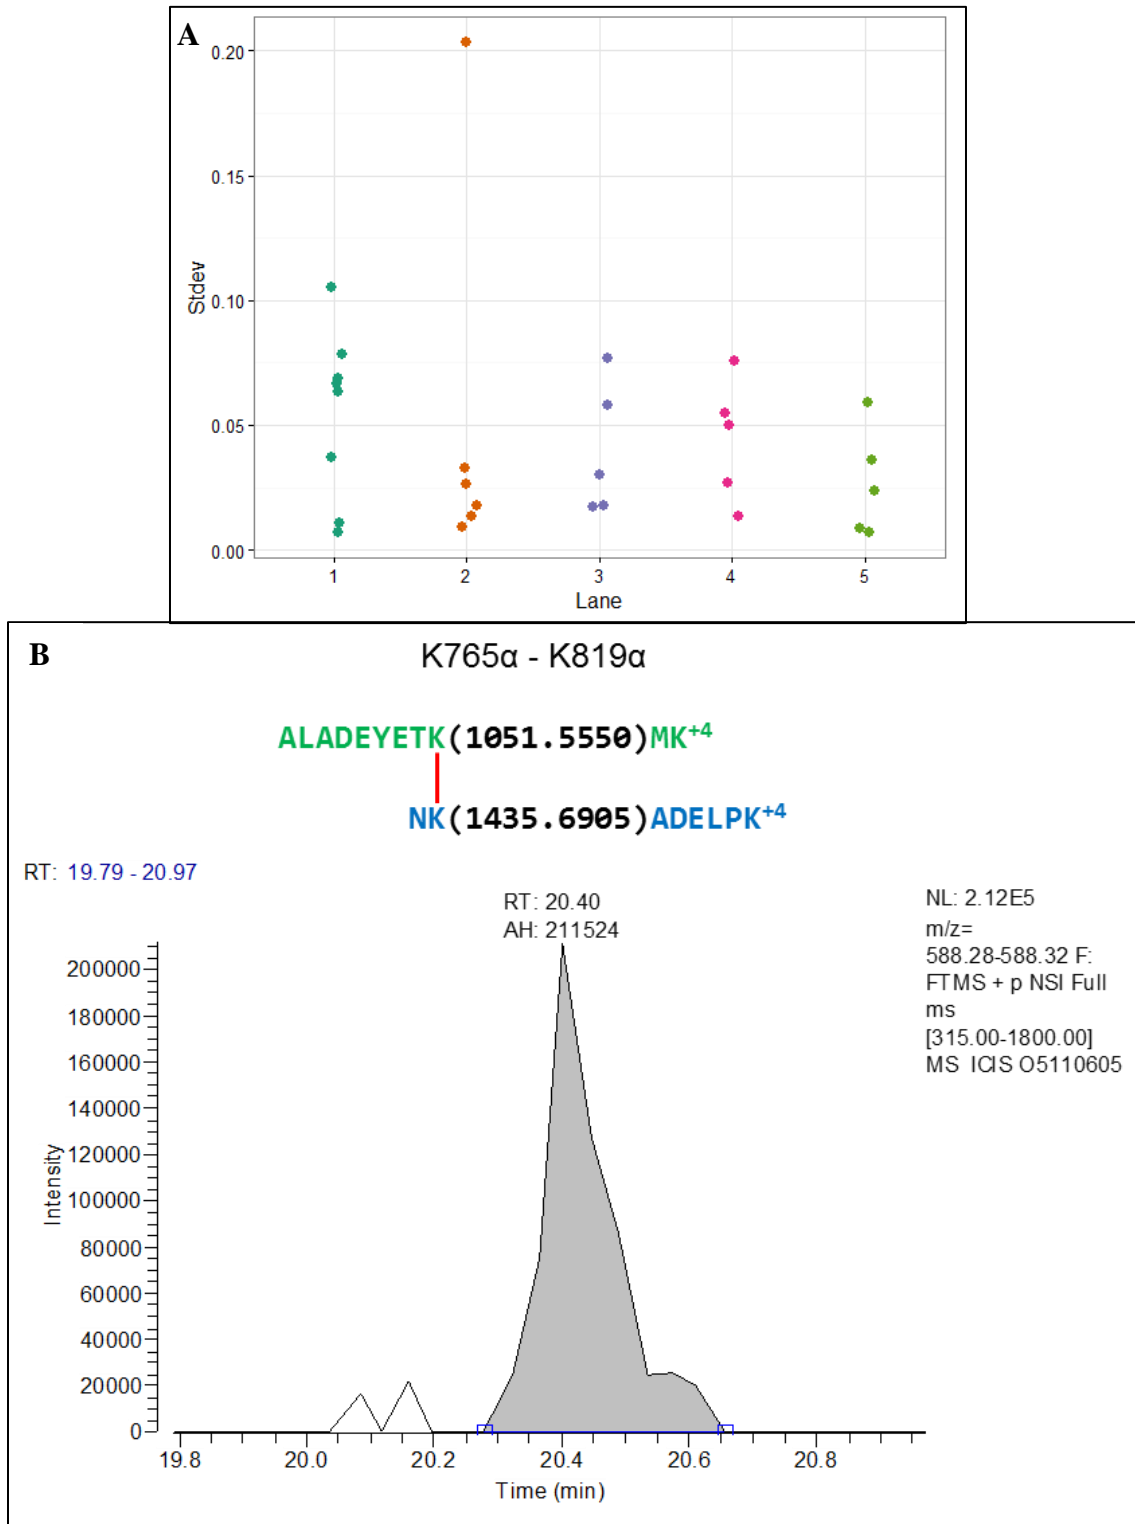 A
0.20
0.15
0.10
0.05
0.00
Stdev
1 2 3 4 5
Lane
B
K765α - K819α
ALADEYETK(1051.5550)MK+4
NK(1435.6905)ADELPK+4
RT: 19.79 - 20.97
RT: 20.40
AH: 211524
NL: 2.12E5
m/z=
588.28-588.32 F:
FTMS + p NSI Full
ms
[315.00-1800.00]
MS ICIS O5110605
200000
180000
160000
140000
120000
100000
80000
60000
40000
20000
0
Intensity
19.8 20.0 20.2 20.4 20.6 20.8
Time (min)